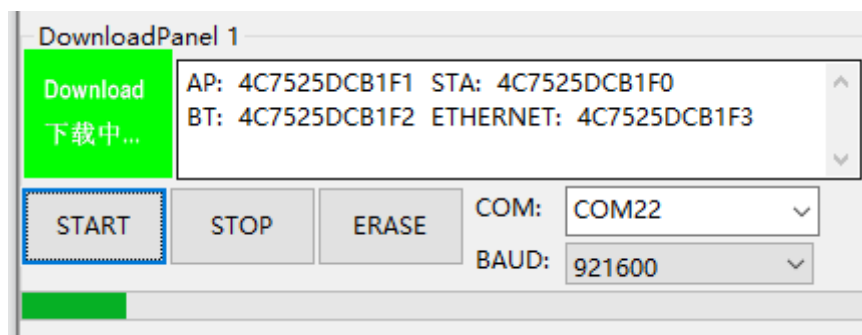 DownloadPanel 1
Download
下载中...
AP: 4C7525DCB1F1 STA: 4C7525DCB1F0
BT: 4C7525DCB1F2 ETHERNET: 4C7525DCB1F3
START
STOP
ERASE
COM: COM22
BAUD: 921600